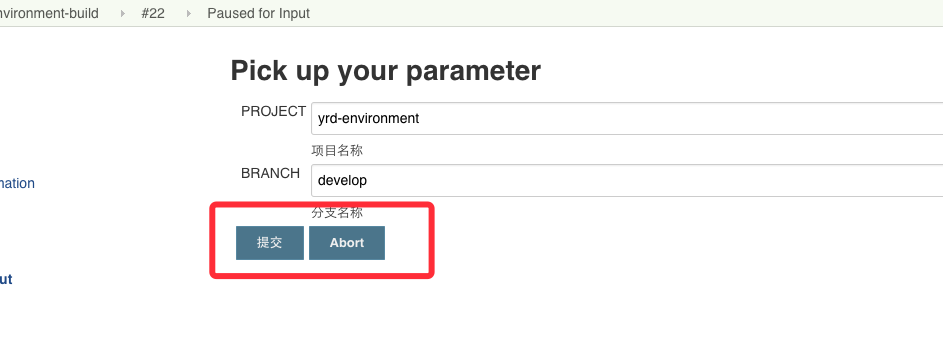 nvironment-build #22 Paused for Input
Pick up your parameter
PROJECT yrd-environment
项目名称
BRANCH develop
nation
分支名称
提交 Abort
ut